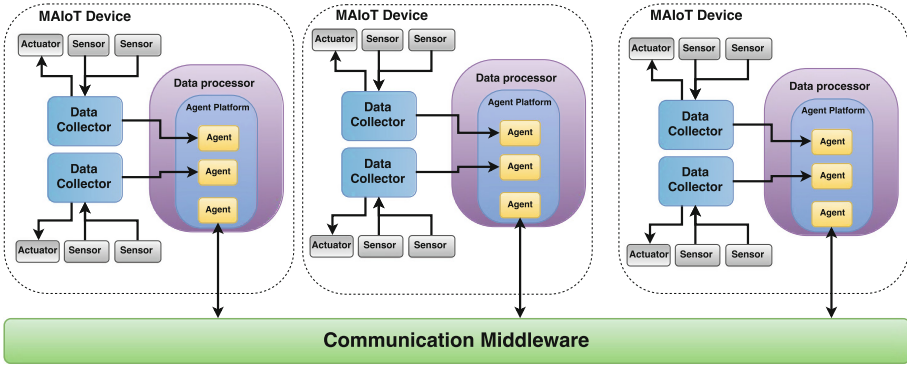 MAIoT Device
Actuator
Sensor
Sensor
Data processor
Agent Platform
Data
Collector
Agent
Data
Collector
Agent
Agent
Actuator
Sensor
Sensor
MAIoT Device
Actuator
Sensor
Sensor
Data processor
Agent Platform
Data
Collector
Agent
Data
Collector
Agent
Agent
Actuator
Sensor
Sensor
MAIoT Device
Actuator
Sensor
Sensor
Data processor
Agent Platform
Data
Collector
Agent
Data
Collector
Agent
Agent
Actuator
Sensor
Sensor
Communication Middleware